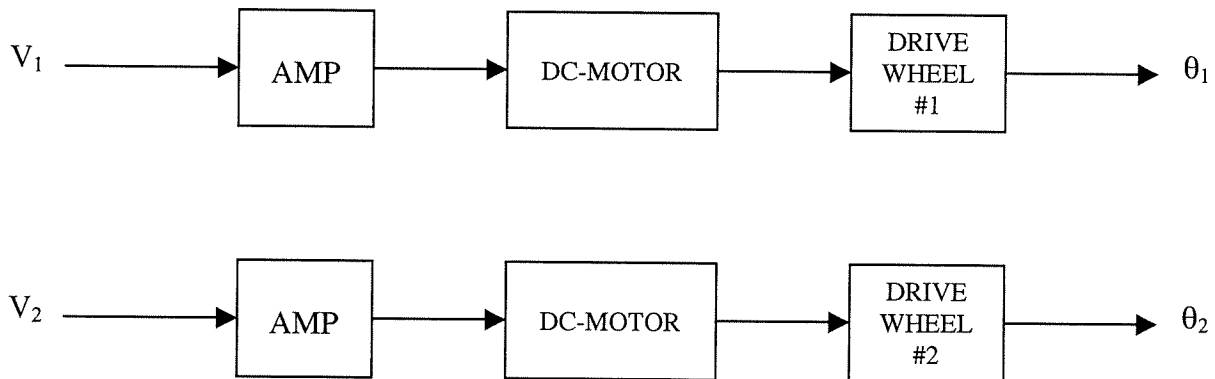 V₁
AMP
DC-MOTOR
DRIVE
WHEEL
#1
θ₁
V₂
AMP
DC-MOTOR
DRIVE
WHEEL
#2
θ₂